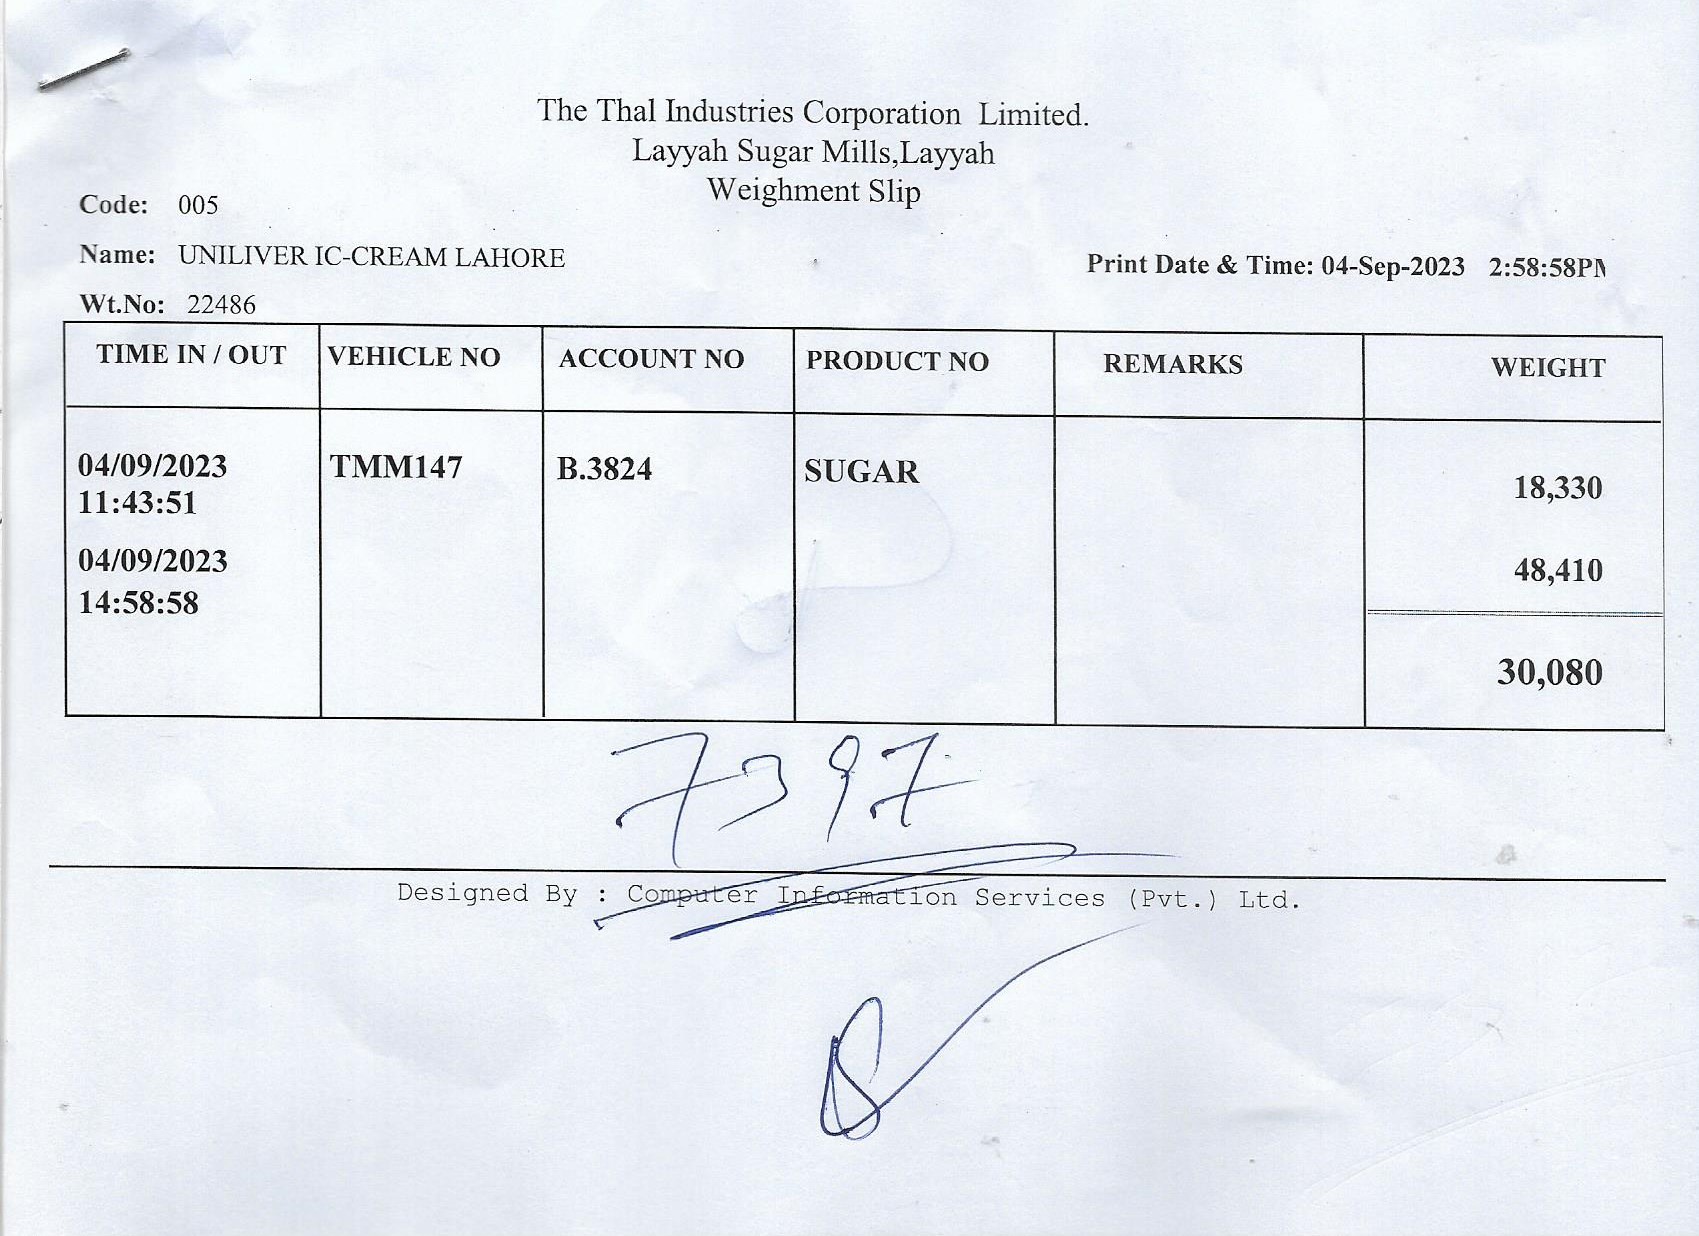 The Thal Industries Corporation Limited.
Layyah Sugar Mills,Layyah
Weighment Slip
Code: 005
Name: UNILIVER IC-CREAM LAHORE
Print Date & Time: 04-Sep-2023 2:58:58PM
Wt.No: 22486
TIME IN / OUT VEHICLE NO ACCOUNT NO PRODUCT NO REMARKS WEIGHT
04/09/2023 TMM147 B.3824 SUGAR 18,330
11:43:51
04/09/2023 48,410
14:58:58
30,080
7397
Designed By : Computer Information Services (Pvt.) Ltd.